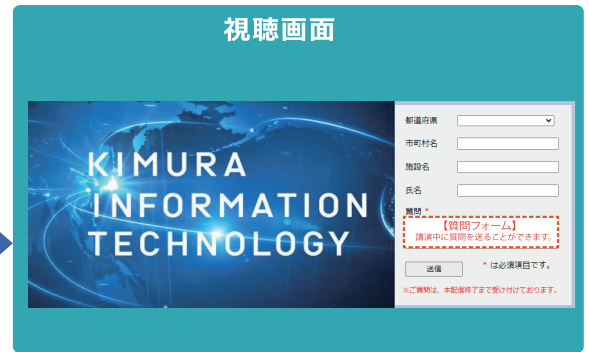 視聴画面
KIMURA
INFORMATION
TECHNOLOGY
都道府県
市町村名
施設名
氏名
質問 *
【質問フォーム】
講演中に質問を送ることができます。
送信
* は必須項目です。
※ご質問は、本配信終了まで受け付けております。